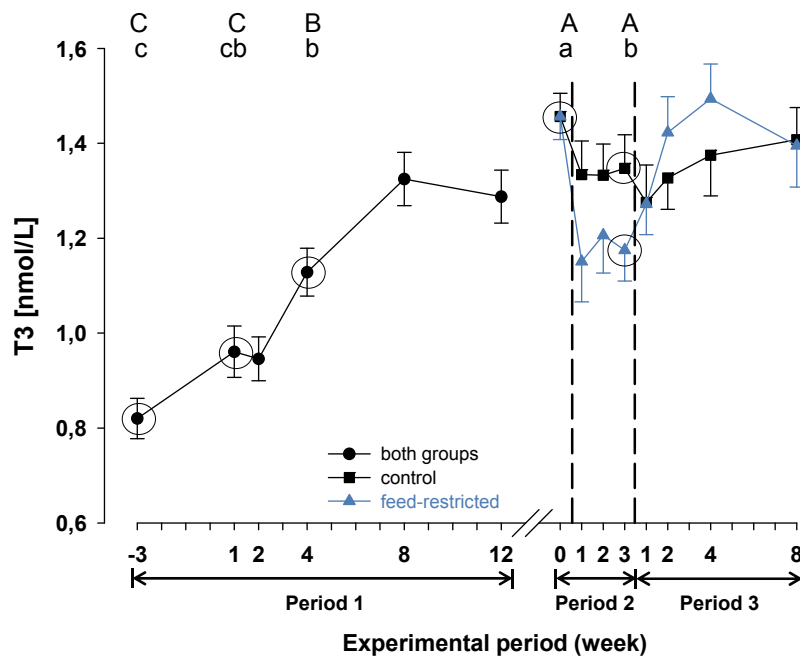 C C B A A
c cb b a b
1,6
1,4
1,2
1,0
0,8
0,6
T3 [nmol/L]
both groups
control
feed-restricted
-3 1 2 4 8 12 0 1 2 3 1 2 4 8
Period 1 Period 2 Period 3
Experimental period (week)